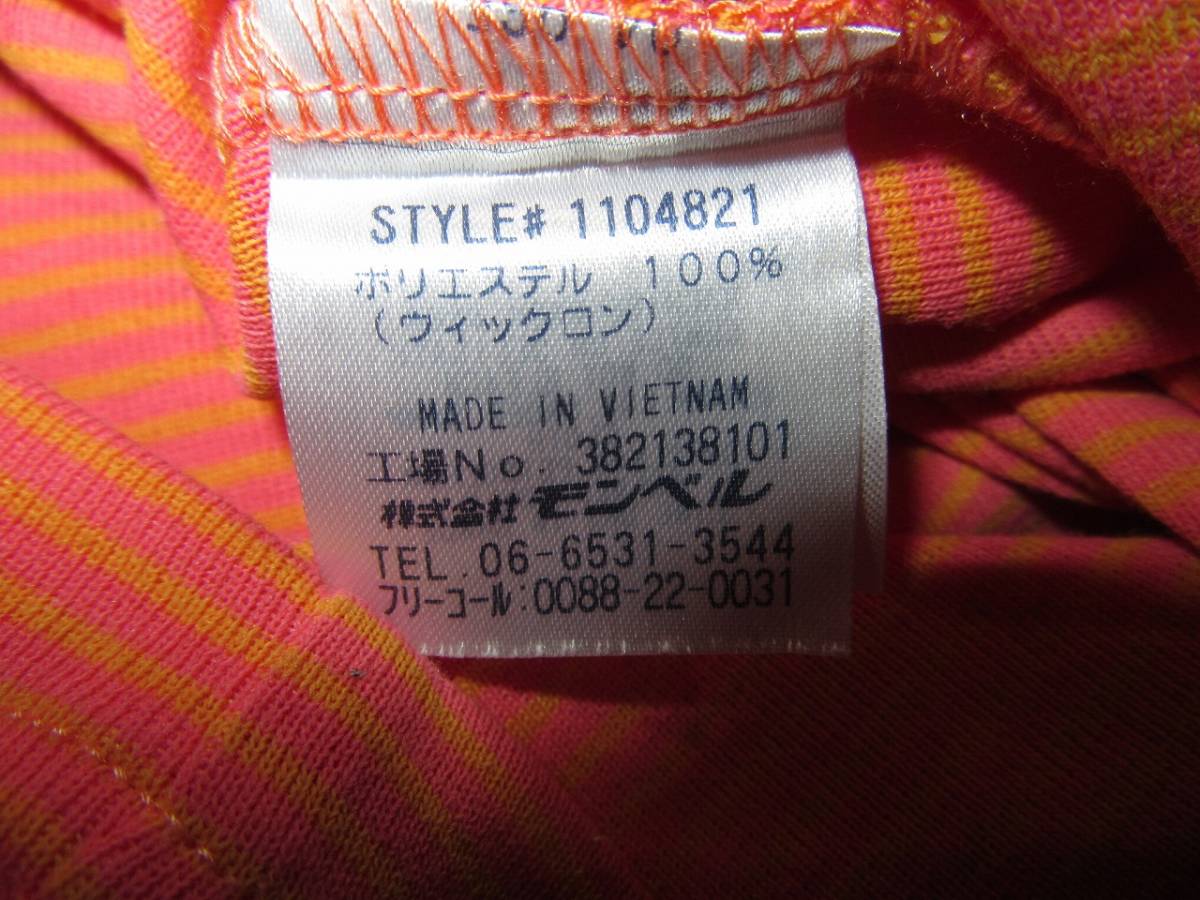 STYLE# 1104821
ポリエステル 100%
(ウィックロン)
MADE IN VIETNAM
工場No. 382138101
株式会社モンベル
TEL. 06-6531-3544
フリーコール:0088-22-0031